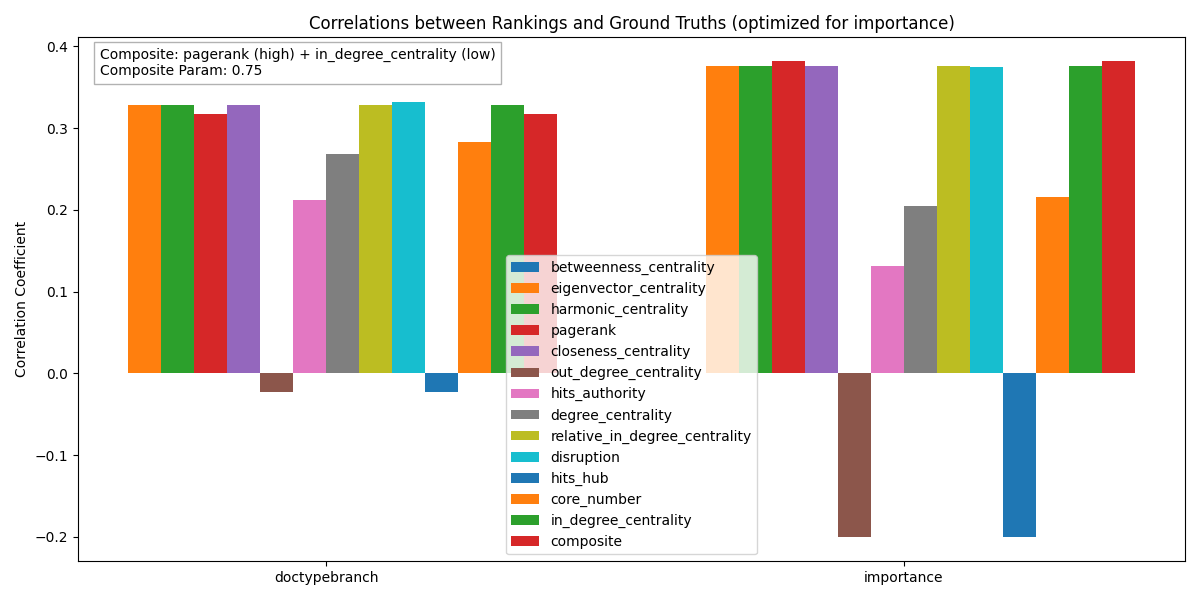 Correlations between Rankings and Ground Truths (optimized for importance)
Composite: pagerank (high) + in_degree_centrality (low)
Composite Param: 0.75
Correlation Coefficient
0.4
0.3
0.2
0.1
0.0
−0.1
−0.2
betweenness_centrality
eigenvector_centrality
harmonic_centrality
pagerank
closeness_centrality
out_degree_centrality
hits_authority
degree_centrality
relative_in_degree_centrality
disruption
hits_hub
core_number
in_degree_centrality
composite
doctypebranch
importance